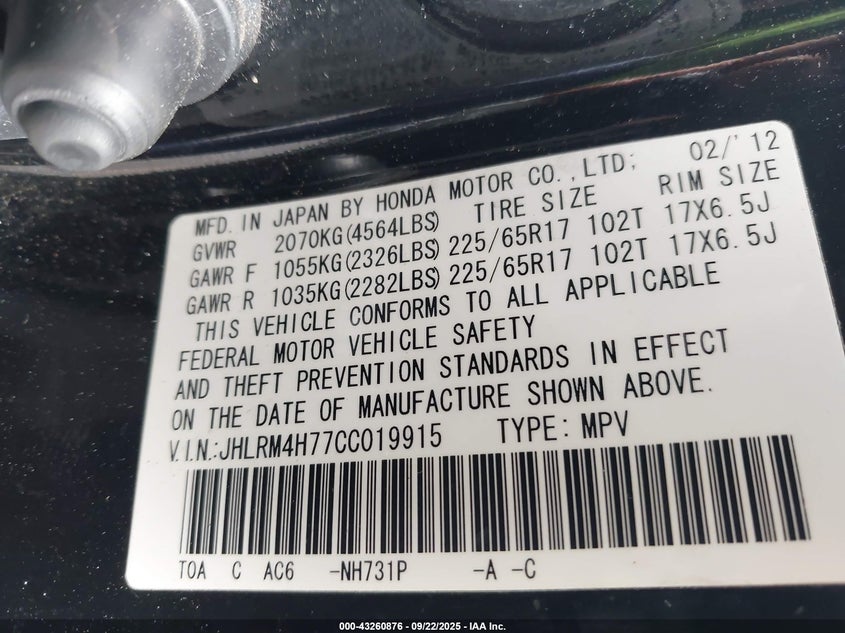 MFD. IN JAPAN BY HONDA MOTOR CO., LTD; 02/'12
GVWR 2070KG(4564LBS) TIRE SIZE RIM SIZE
GAWR F 1055KG(2326LBS) 225/65R17 102T 17X6.5J
GAWR R 1035KG(2282LBS) 225/65R17 102T 17X6.5J
THIS VEHICLE CONFORMS TO ALL APPLICABLE
FEDERAL MOTOR VEHICLE SAFETY
AND THEFT PREVENTION STANDARDS IN EFFECT
ON THE DATE OF MANUFACTURE SHOWN ABOVE.
V.I.N.:JHLRM4H77CC019915 TYPE: MPV
TOA C AC6 -NH731P -A -C
000-43260876 - 09/22/2025 - IAA Inc.